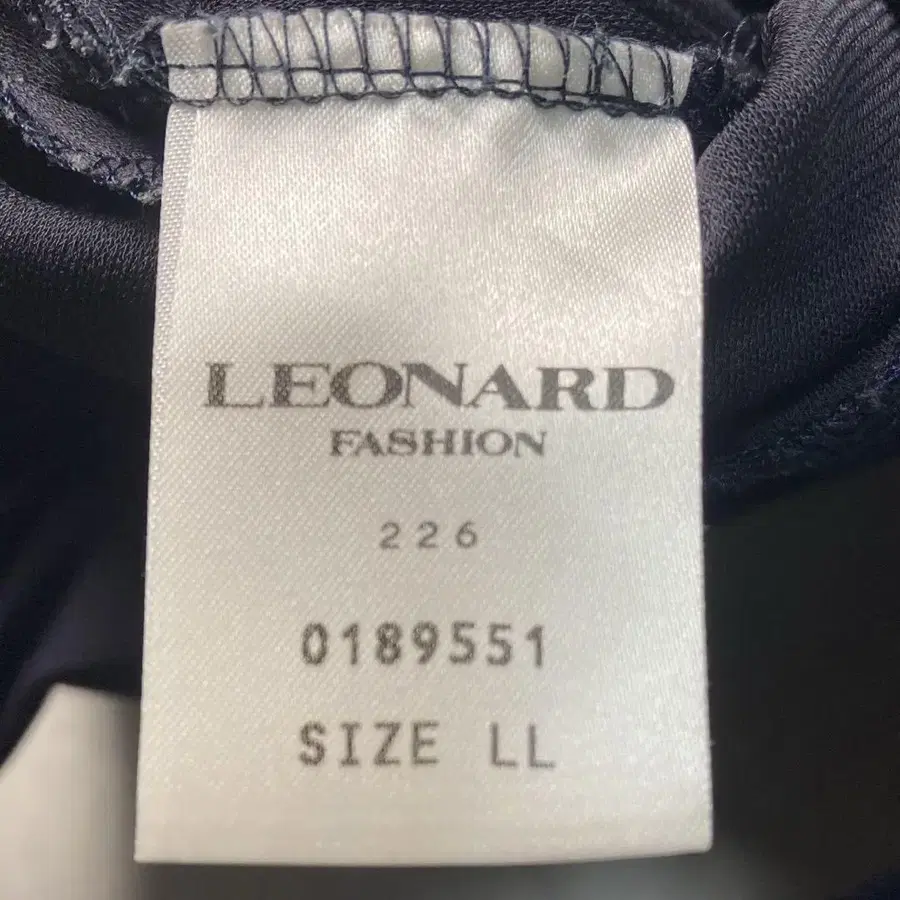 LEONARD
FASHION
226
0189551
SIZE LL